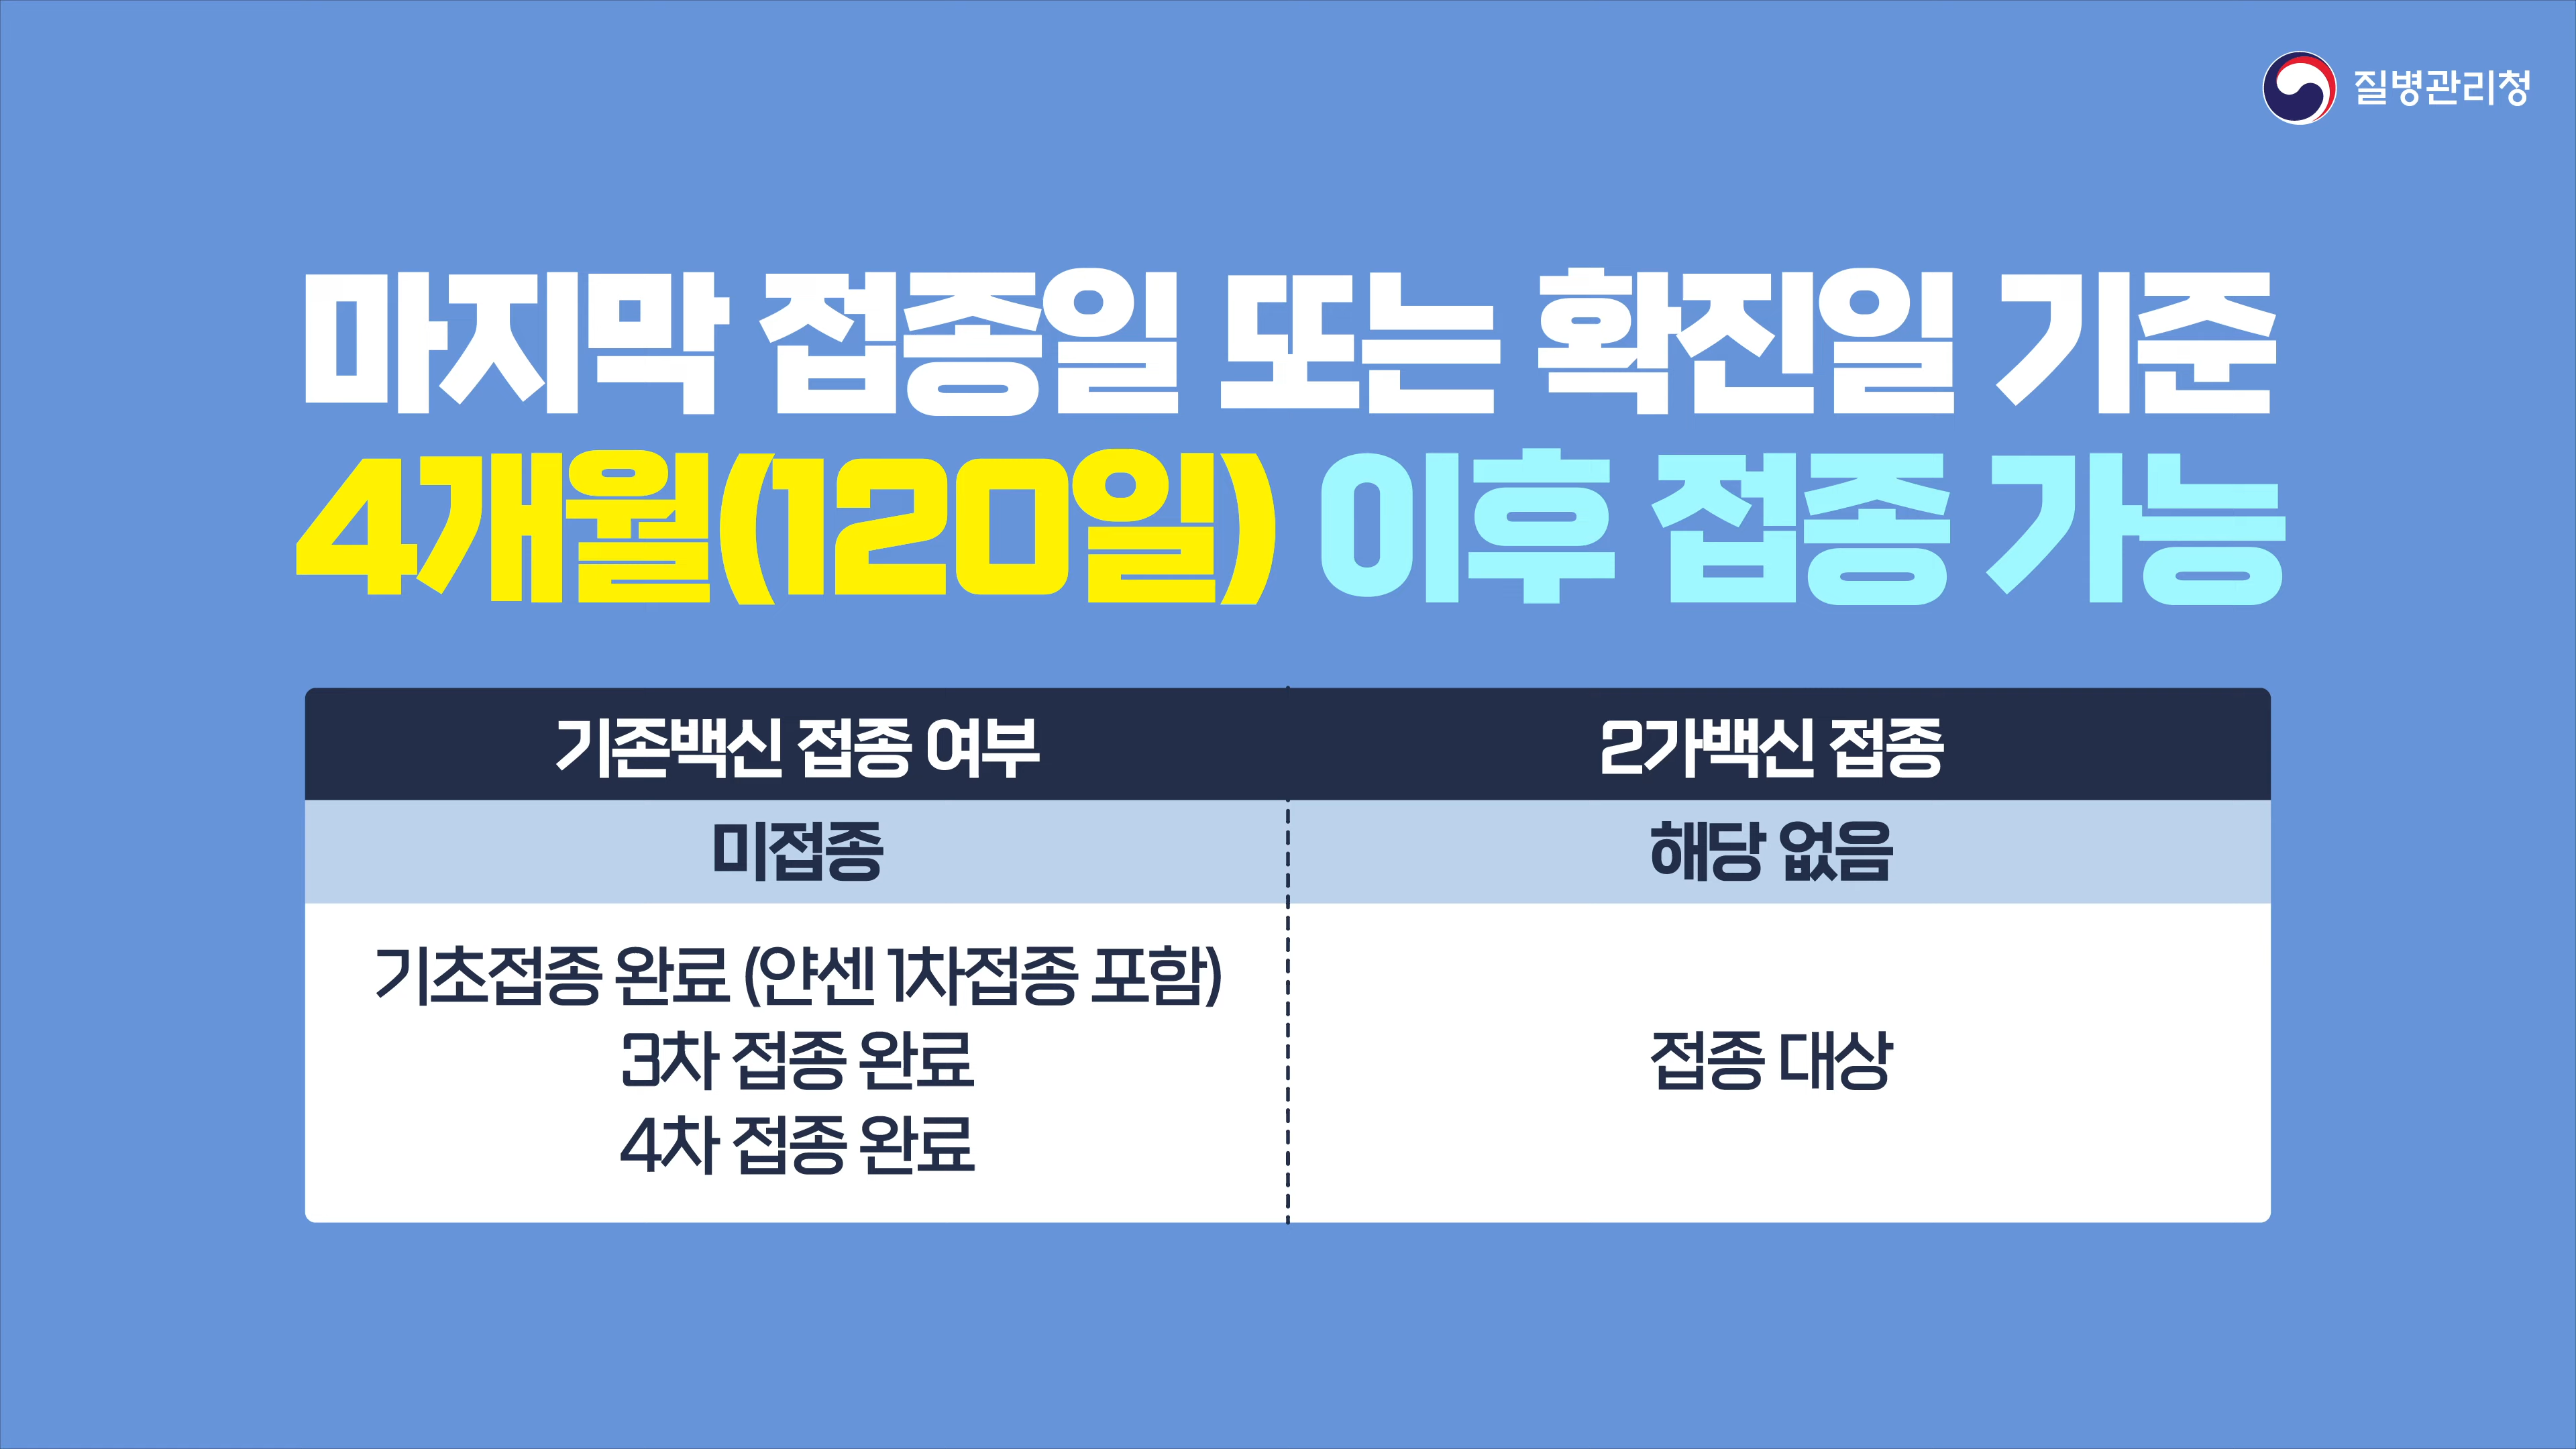 질병관리청
마지막 접종일 또는 확진일 기준
4개월(120일) 이후 접종 가능
기존백신 접종 여부
2가백신 접종
미접종
해당 없음
기초접종 완료 (얀센 1차접종 포함)
3차 접종 완료
4차 접종 완료
접종 대상